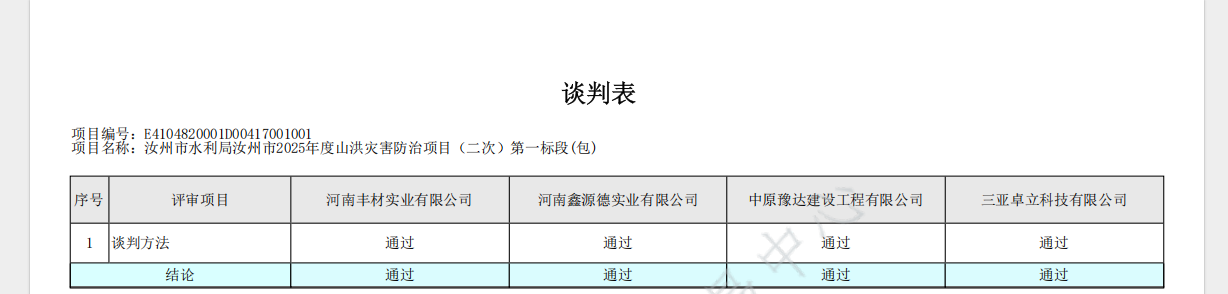 谈判表
项目编号：E4104820001D00417001001
项目名称：汝州市水利局汝州市2025年度山洪灾害防治项目（二次）第一标段(包)
序号 评审项目 河南丰材实业有限公司 河南鑫源德实业有限公司 中原豫达建设工程有限公司 三亚卓立科技有限公司
1 谈判方法 通过 通过 通过 通过
结论 通过 通过 通过 通过
中心